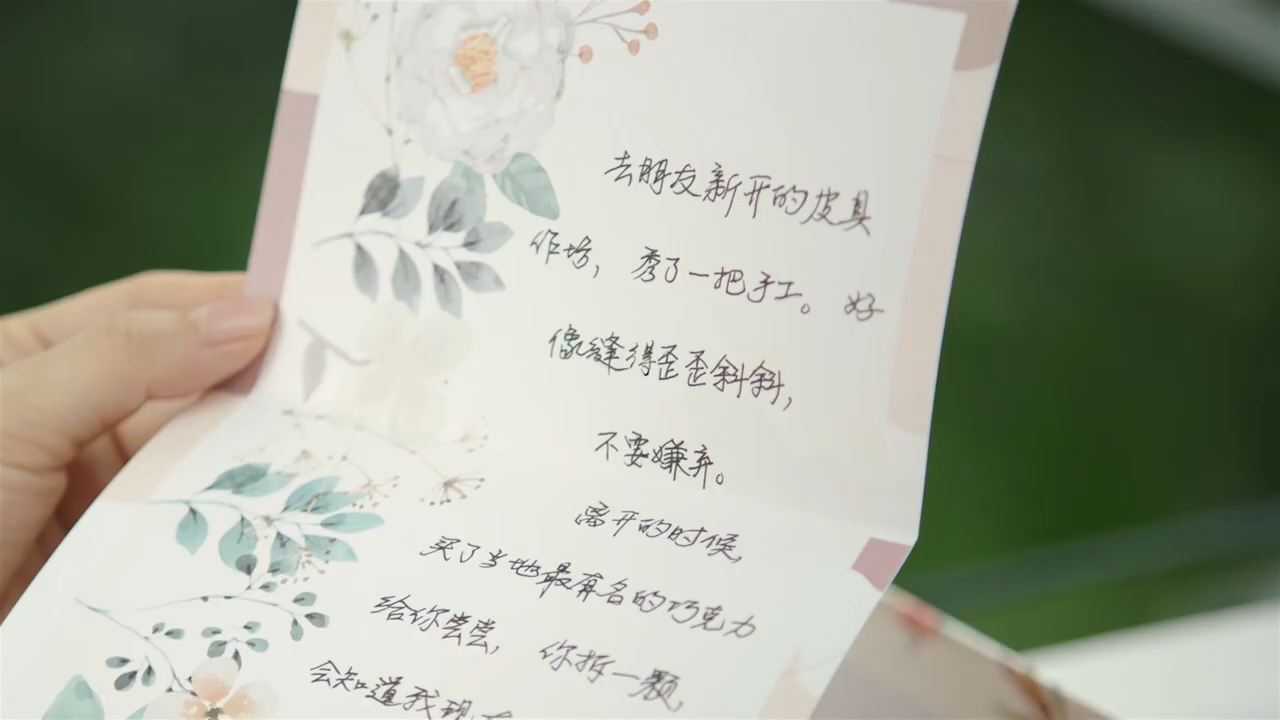 去朋友新开的皮具
作坊，秀了一把手工。好
像缝得歪歪斜斜，
不要嫌弃。
离开的时候，
买了当地最有名的巧克力
给你尝尝，你拆一颗，
会知道我现在